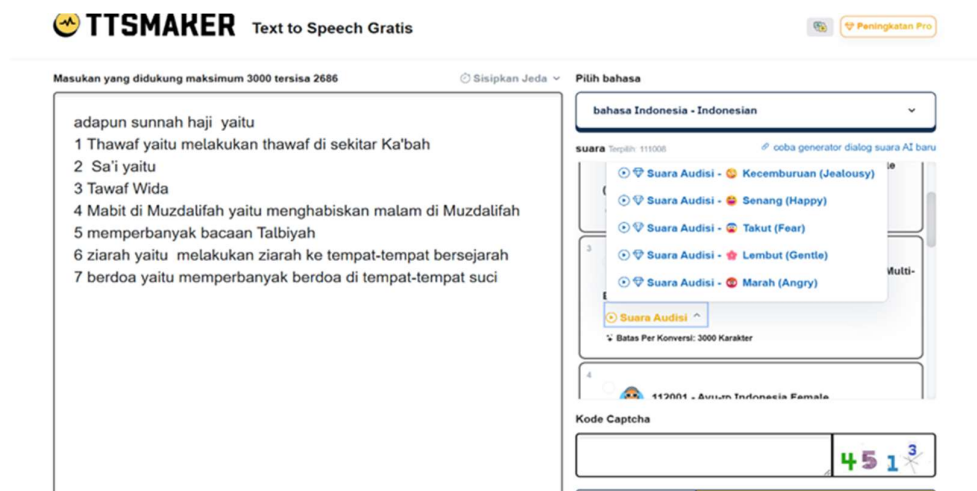 TTSMAKER Text to Speech Gratis
Peningkatan Pro
Masukan yang didukung maksimum 3000 tersisa 2686
Sisipkan Jeda
adapun sunnah haji yaitu
1 Thawaf yaitu melakukan thawaf di sekitar Ka'bah
2 Sa'i yaitu
3 Tawaf Wida
4 Mabit di Muzdalifah yaitu menghabiskan malam di Muzdalifah
5 memperbanyak bacaan Talbiyah
6 ziarah yaitu melakukan ziarah ke tempat-tempat bersejarah
7 berdoa yaitu memperbanyak berdoa di tempat-tempat suci
Pilih bahasa
bahasa Indonesia - Indonesian
suara Terpilih: 111008
coba generator dialog suara AI baru
Suara Audisi - Kecemburuan (Jealousy)
Suara Audisi - Senang (Happy)
Suara Audisi - Takut (Fear)
Suara Audisi - Lembut (Gentle)
Suara Audisi - Marah (Angry)
3
Multi-
Suara Audisi
Batas Per Konversi: 3000 Karakter
4
112001 - Ayu-rp Indonesia Female
Kode Captcha
4513